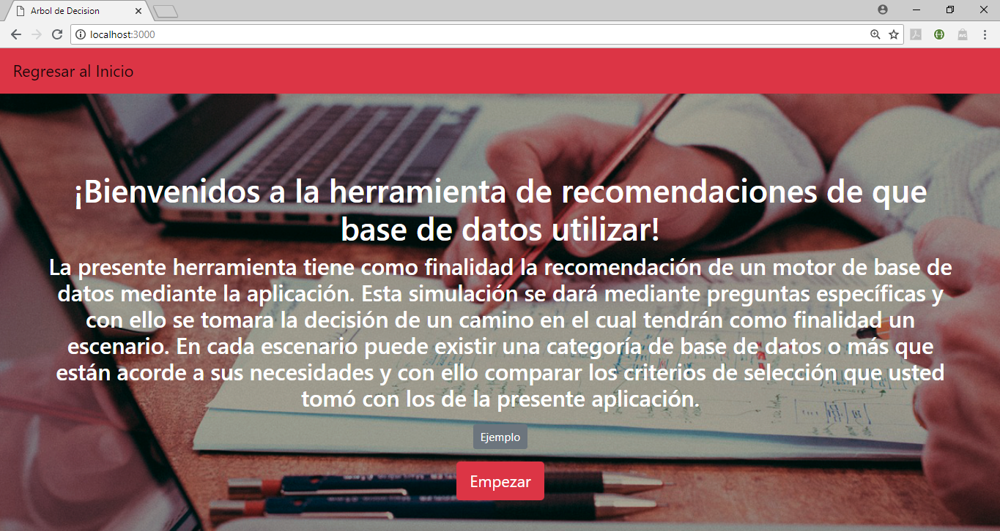 Arbol de Decision
localhost:3000
Regresar al Inicio
¡Bienvenidos a la herramienta de recomendaciones de que
base de datos utilizar!
La presente herramienta tiene como finalidad la recomendación de un motor de base de
datos mediante la aplicación. Esta simulación se dará mediante preguntas específicas y
con ello se tomara la decisión de un camino en el cual tendrán como finalidad un
escenario. En cada escenario puede existir una categoría de base de datos o más que
están acorde a sus necesidades y con ello comparar los criterios de selección que usted
tomó con los de la presente aplicación.
Ejemplo
Empezar